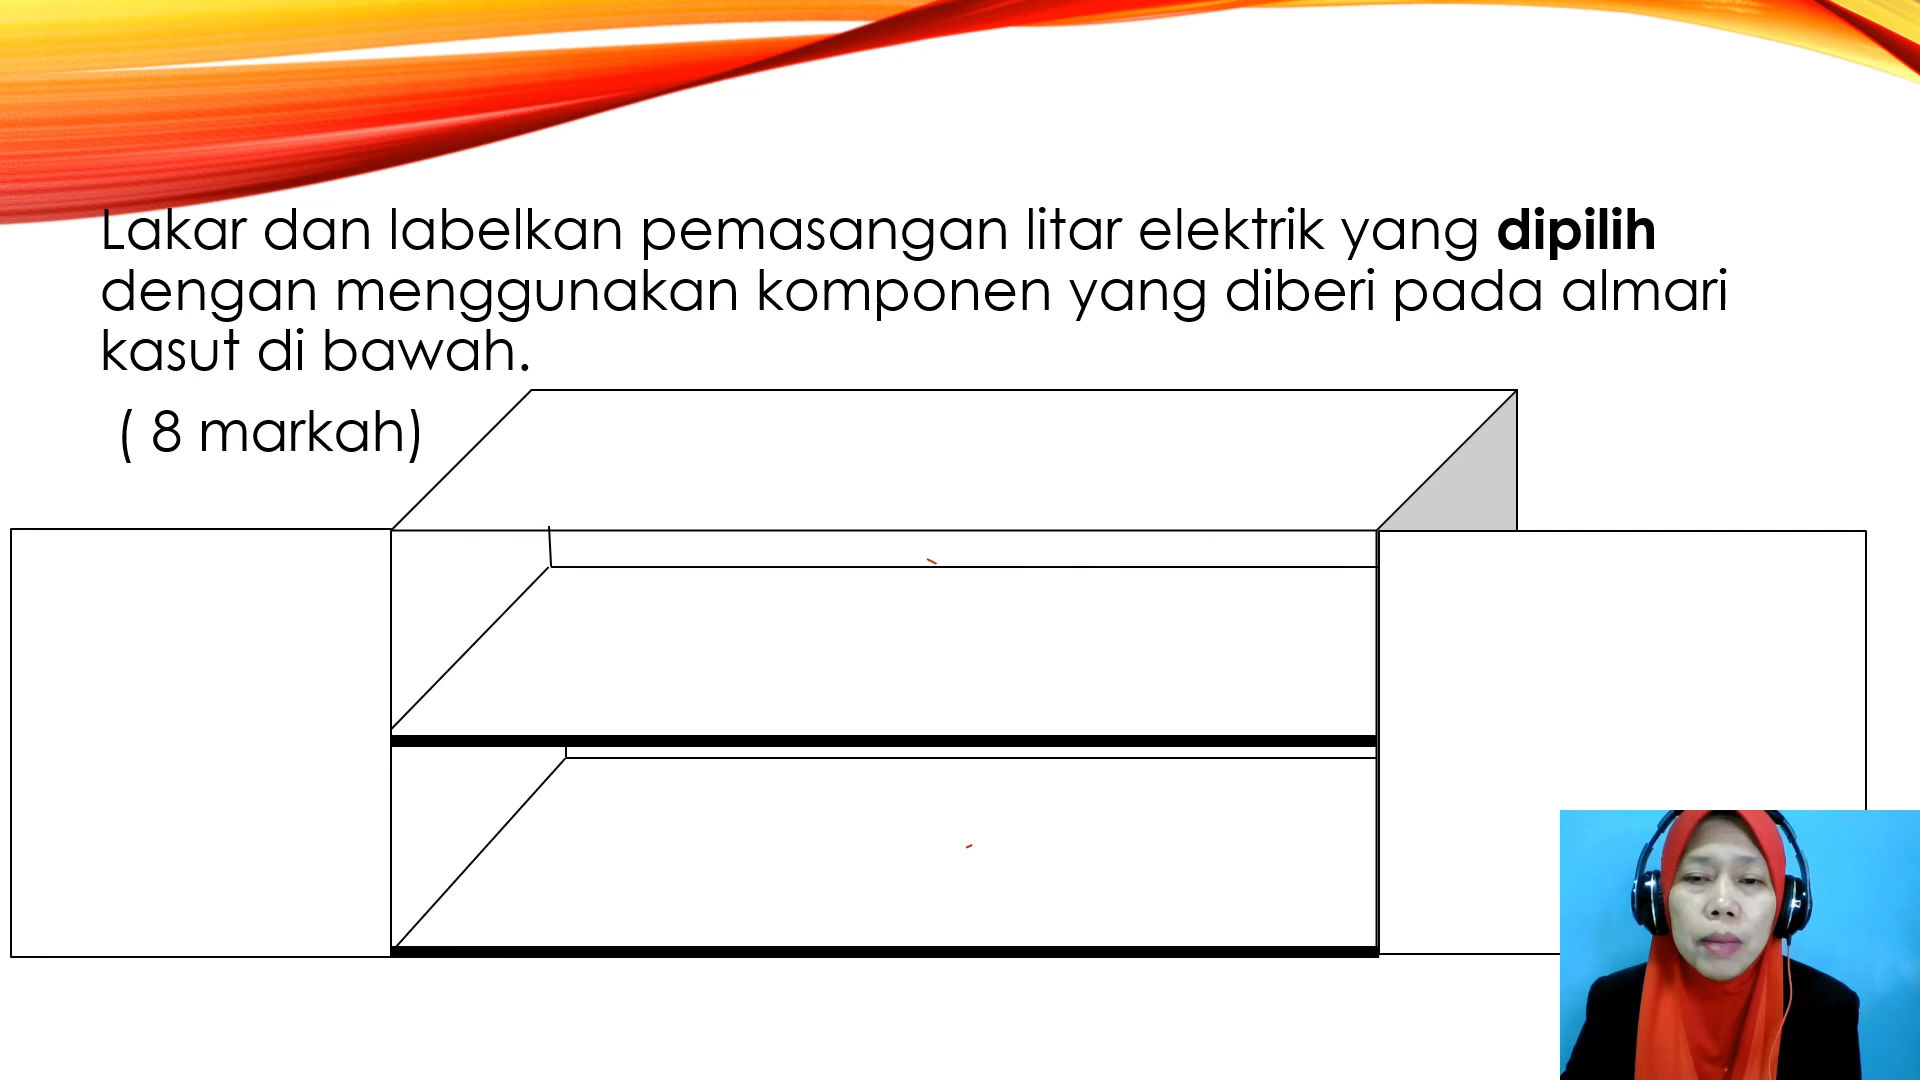 Lakar dan labelkan pemasangan litar elektrik yang dipilih
dengan menggunakan komponen yang diberi pada almari
kasut di bawah.
( 8 markah)